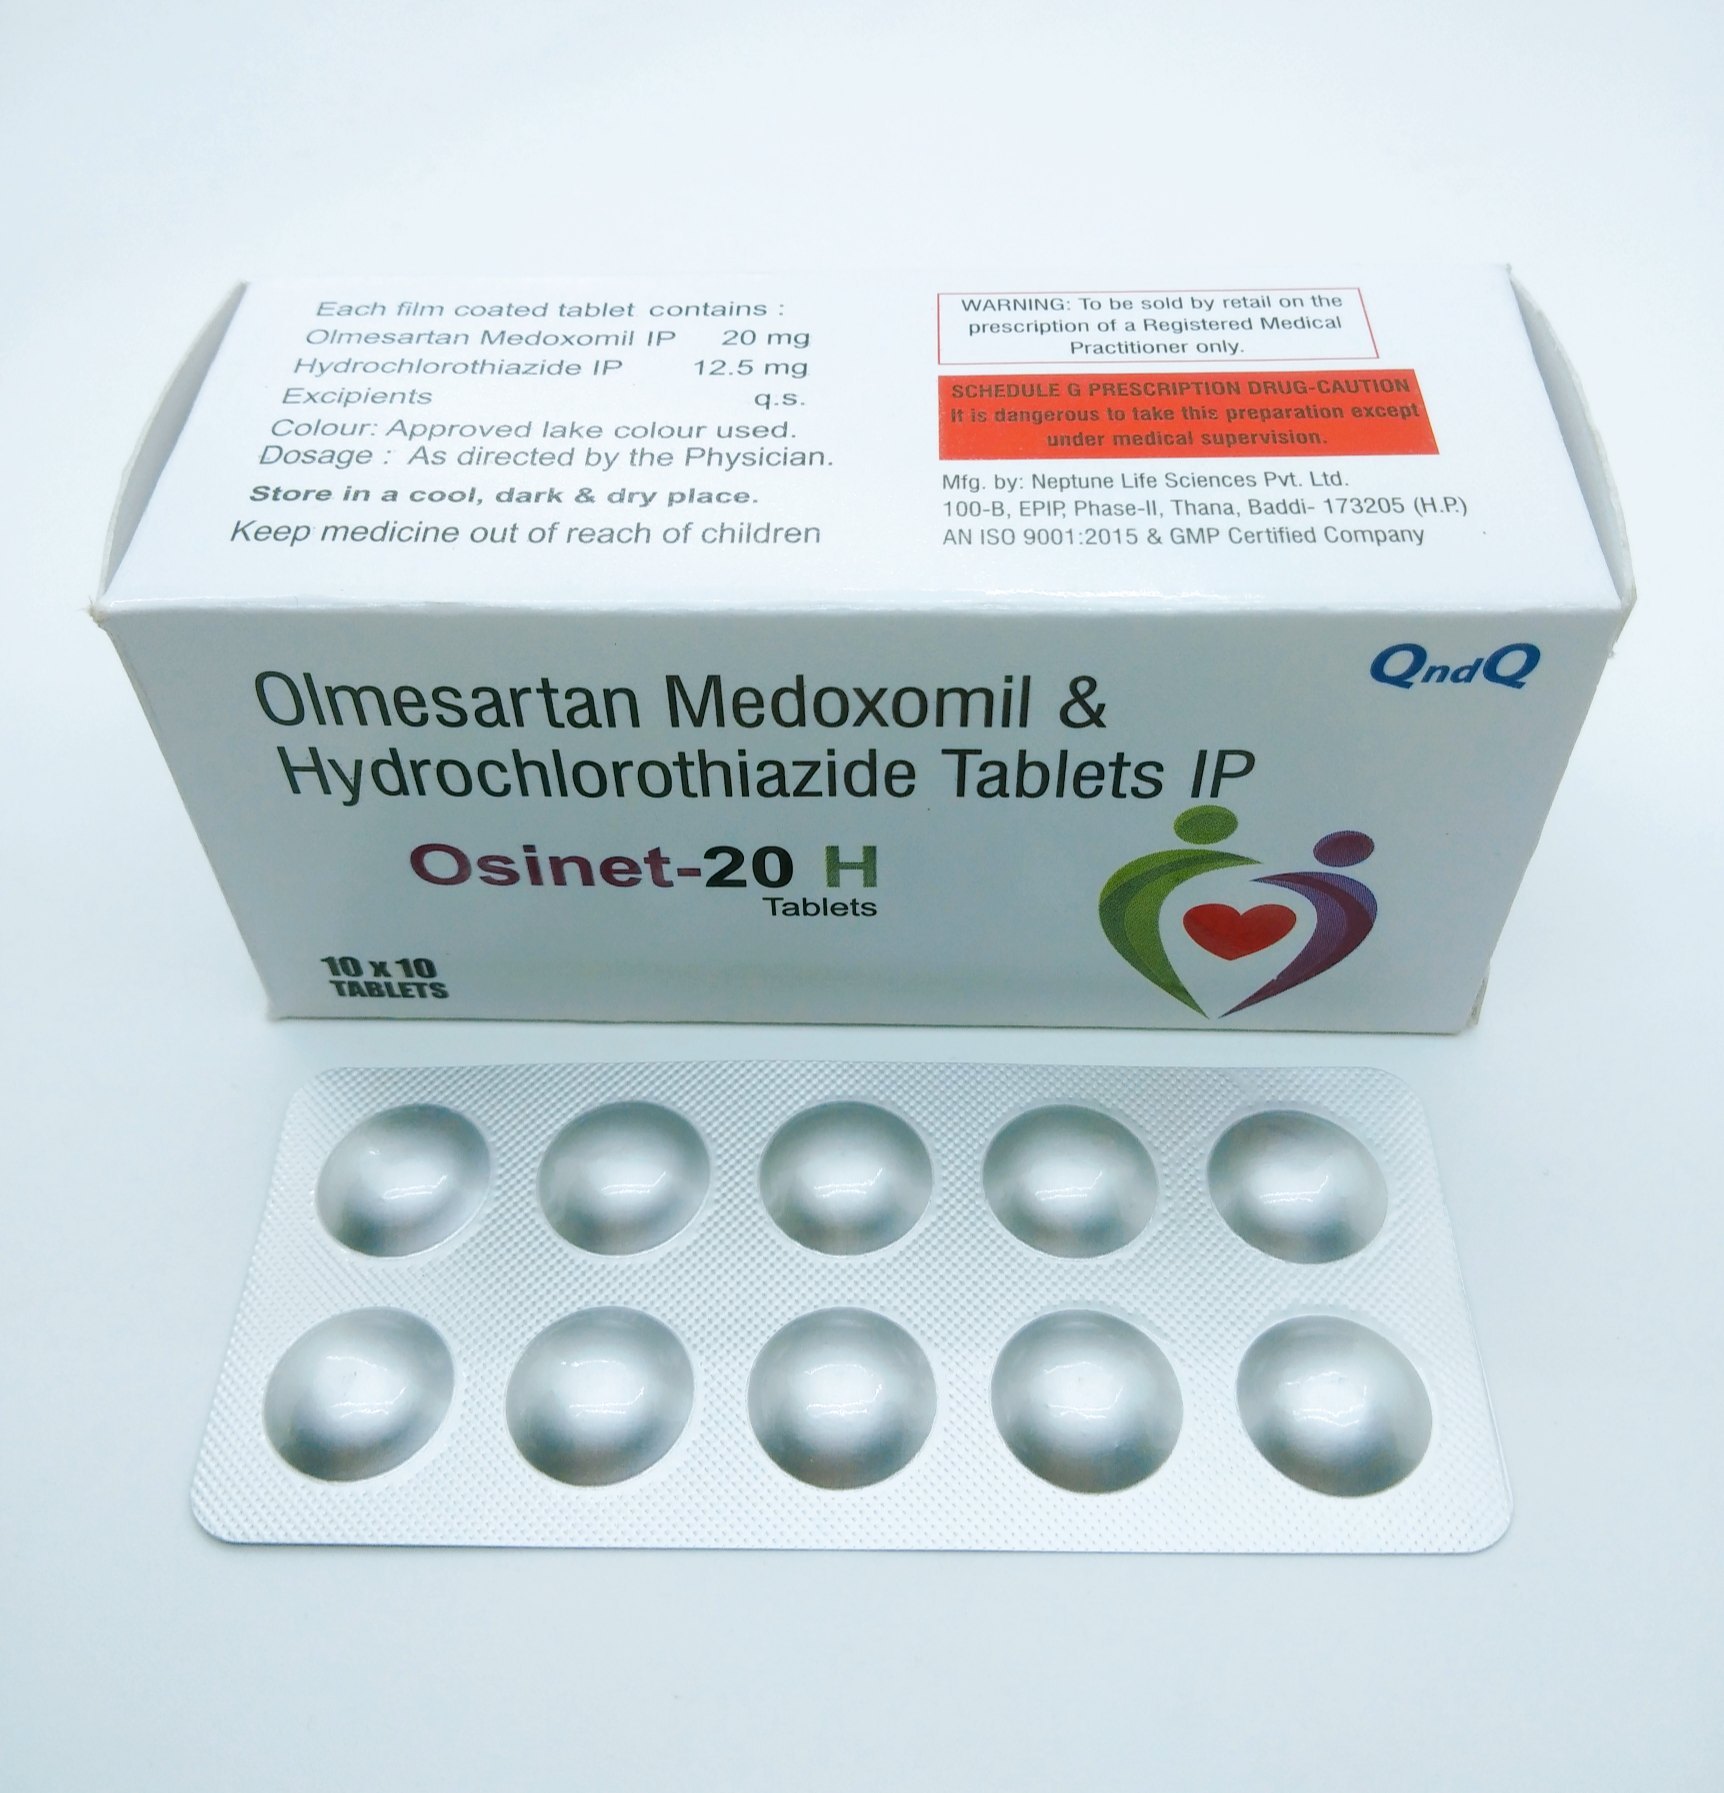 Each film coated tablet contains :
Olmesartan Medoxomil IP 20 mg
Hydrochlorothiazide IP 12.5 mg
Excipients q.s.
Colour: Approved lake colour used.
Dosage : As directed by the Physician.
Store in a cool, dark & dry place.
Keep medicine out of reach of children
WARNING: To be sold by retail on the
prescription of a Registered Medical
Practitioner only.
SCHEDULE G PRESCRIPTION DRUG-CAUTION
It is dangerous to take this preparation except
under medical supervision.
Mfg. by: Neptune Life Sciences Pvt. Ltd.
100-B, EPIP, Phase-II, Thana, Baddi- 173205 (H.P.)
AN ISO 9001:2015 & GMP Certified Company
QndQ
Olmesartan Medoxomil &
Hydrochlorothiazide Tablets IP
Osinet-20 H
Tablets
10 x 10
TABLETS